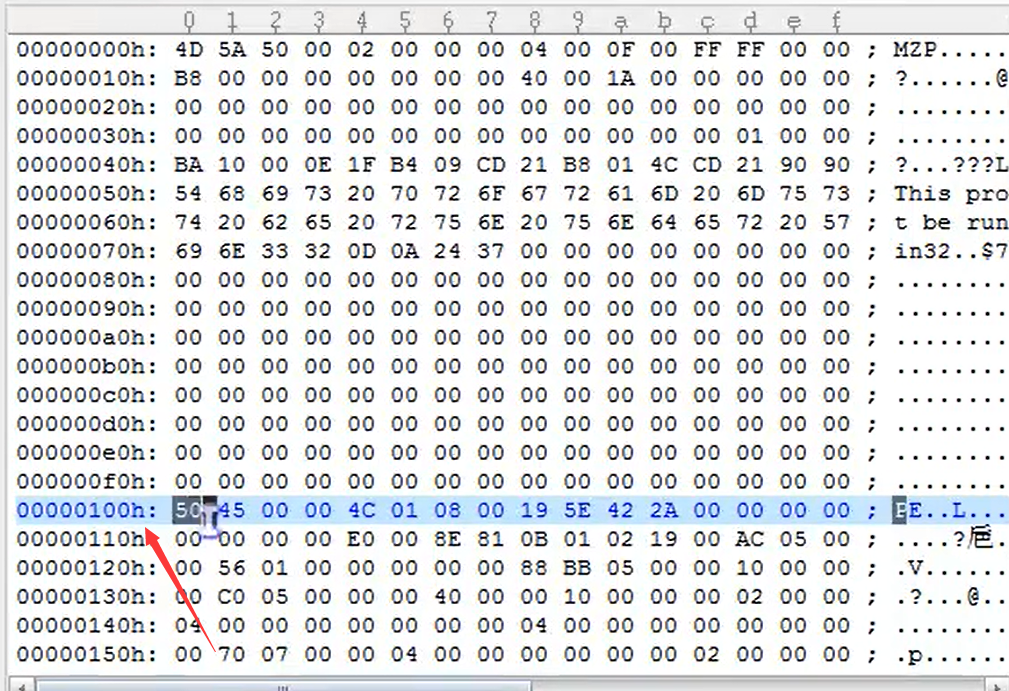 0 1 2 3 4 5 6 7 8 9 a b c d e f
00000000h: 4D 5A 50 00 02 00 00 00 04 00 0F 00 FF FF 00 00 ; MZP.....
00000010h: B8 00 00 00 00 00 00 00 40 00 1A 00 00 00 00 00 ; ?.......@
00000020h: 00 00 00 00 00 00 00 00 00 00 00 00 00 00 00 00 ; ........
00000030h: 00 00 00 00 00 00 00 00 00 00 00 00 00 01 00 00 ; ........
00000040h: BA 10 00 0E 1F B4 09 CD 21 B8 01 4C CD 21 90 90 ; ?...???L
00000050h: 54 68 69 73 20 70 72 6F 67 72 61 6D 20 6D 75 73 ; This pro
00000060h: 74 20 62 65 20 72 75 6E 20 75 6E 64 65 72 20 57 ; t be run
00000070h: 69 6E 33 32 0D 0A 24 37 00 00 00 00 00 00 00 00 ; in32..$7
00000080h: 00 00 00 00 00 00 00 00 00 00 00 00 00 00 00 00 ; ........
00000090h: 00 00 00 00 00 00 00 00 00 00 00 00 00 00 00 00 ; ........
000000a0h: 00 00 00 00 00 00 00 00 00 00 00 00 00 00 00 00 ; ........
000000b0h: 00 00 00 00 00 00 00 00 00 00 00 00 00 00 00 00 ; ........
000000c0h: 00 00 00 00 00 00 00 00 00 00 00 00 00 00 00 00 ; ........
000000d0h: 00 00 00 00 00 00 00 00 00 00 00 00 00 00 00 00 ; ........
000000e0h: 00 00 00 00 00 00 00 00 00 00 00 00 00 00 00 00 ; ........
000000f0h: 00 00 00 00 00 00 00 00 00 00 00 00 00 00 00 00 ; ........
00000100h: 50 45 00 00 4C 01 08 00 19 5E 42 2A 00 00 00 00 ; PE..L...
00000110h: 00 00 00 00 E0 00 8E 81 0B 01 02 19 00 AC 05 00 ; ....?..
00000120h: 00 56 01 00 00 00 00 00 88 BB 05 00 00 10 00 00 ; .V......
00000130h: 00 C0 05 00 00 00 40 00 00 10 00 00 00 02 00 00 ; .?...@..
00000140h: 04 00 00 00 00 00 00 00 04 00 00 00 00 00 00 00 ; ........
00000150h: 00 70 07 00 00 04 00 00 00 00 00 00 02 00 00 00 ; .p......